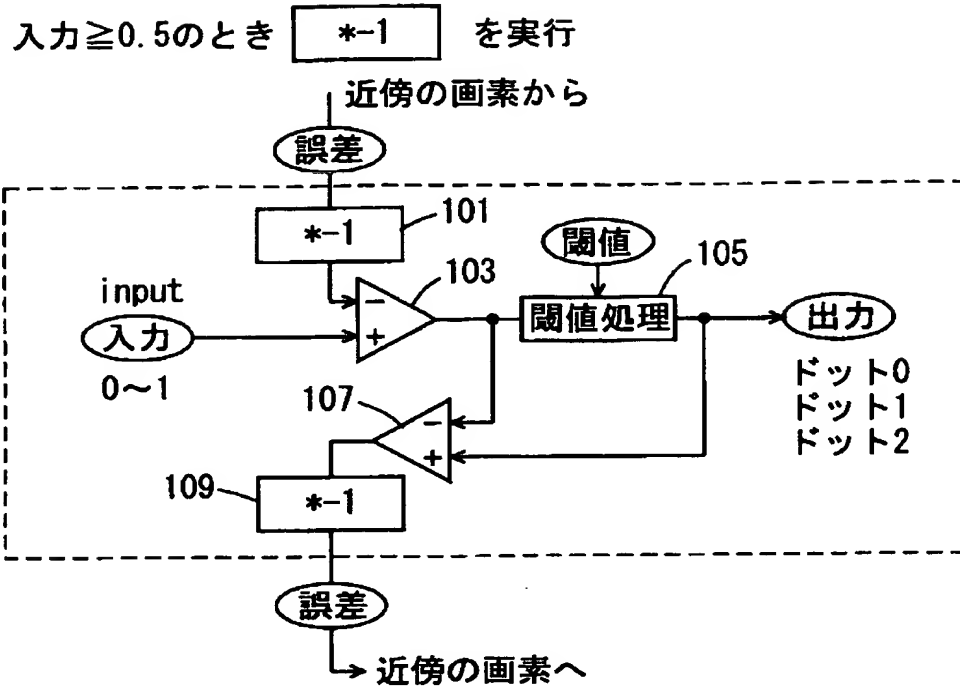 入力≧0.5のとき *-1 を実行
近傍の画素から
誤差
*-1
101
閾値
105
103
input
入力
0～1
-
+
閾値処理
出力
ドット0
ドット1
ドット2
107
-
+
109
*-1
誤差
近傍の画素へ